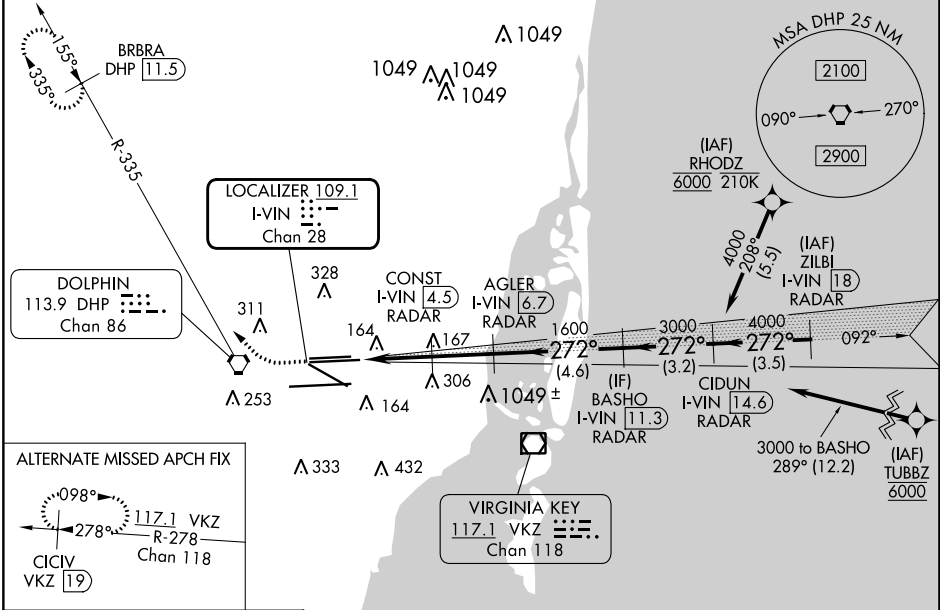 155°
335°
BRBRA
DHP 11.5
R-335
1049
1049
1049
1049
MSA DHP 25 NM
2100
090°
270°
2900
(IAF)
RHODZ
6000 210K
4000
208°
(5.5)
LOCALIZER 109.1
I-VIN
Chan 28
DOLPHIN
113.9 DHP
Chan 86
328
311
253
CONST
I-VIN 4.5
RADAR
AGLER
I-VIN 6.7
RADAR
(IAF)
ZILBI
I-VIN 18
RADAR
164
167
306
164
1049 ±
1600
272°
(4.6)
3000
272°
(3.2)
4000
272°
(3.5)
092°
(IF)
BASHO
I-VIN 11.3
RADAR
CIDUN
I-VIN 14.6
RADAR
3000 to BASHO
289° (12.2)
(IAF)
TUBBZ
6000
333
432
VIRGINIA KEY
117.1 VKZ
Chan 118
ALTERNATE MISSED APCH FIX
098°
278°
117.1 VKZ
R-278
Chan 118
CICIV
VKZ 19